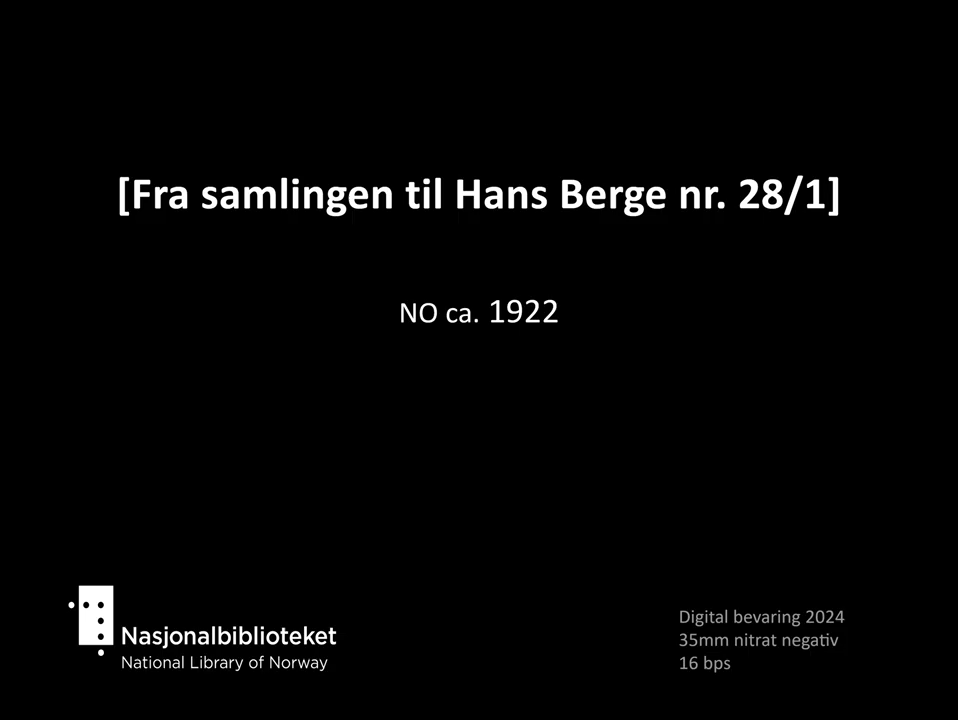 [Fra samlingen til Hans Berge nr. 28/1]
NO ca. 1922
Nasjonalbiblioteket
National Library of Norway
Digital bevaring 2024
35mm nitrat negativ
16 bps